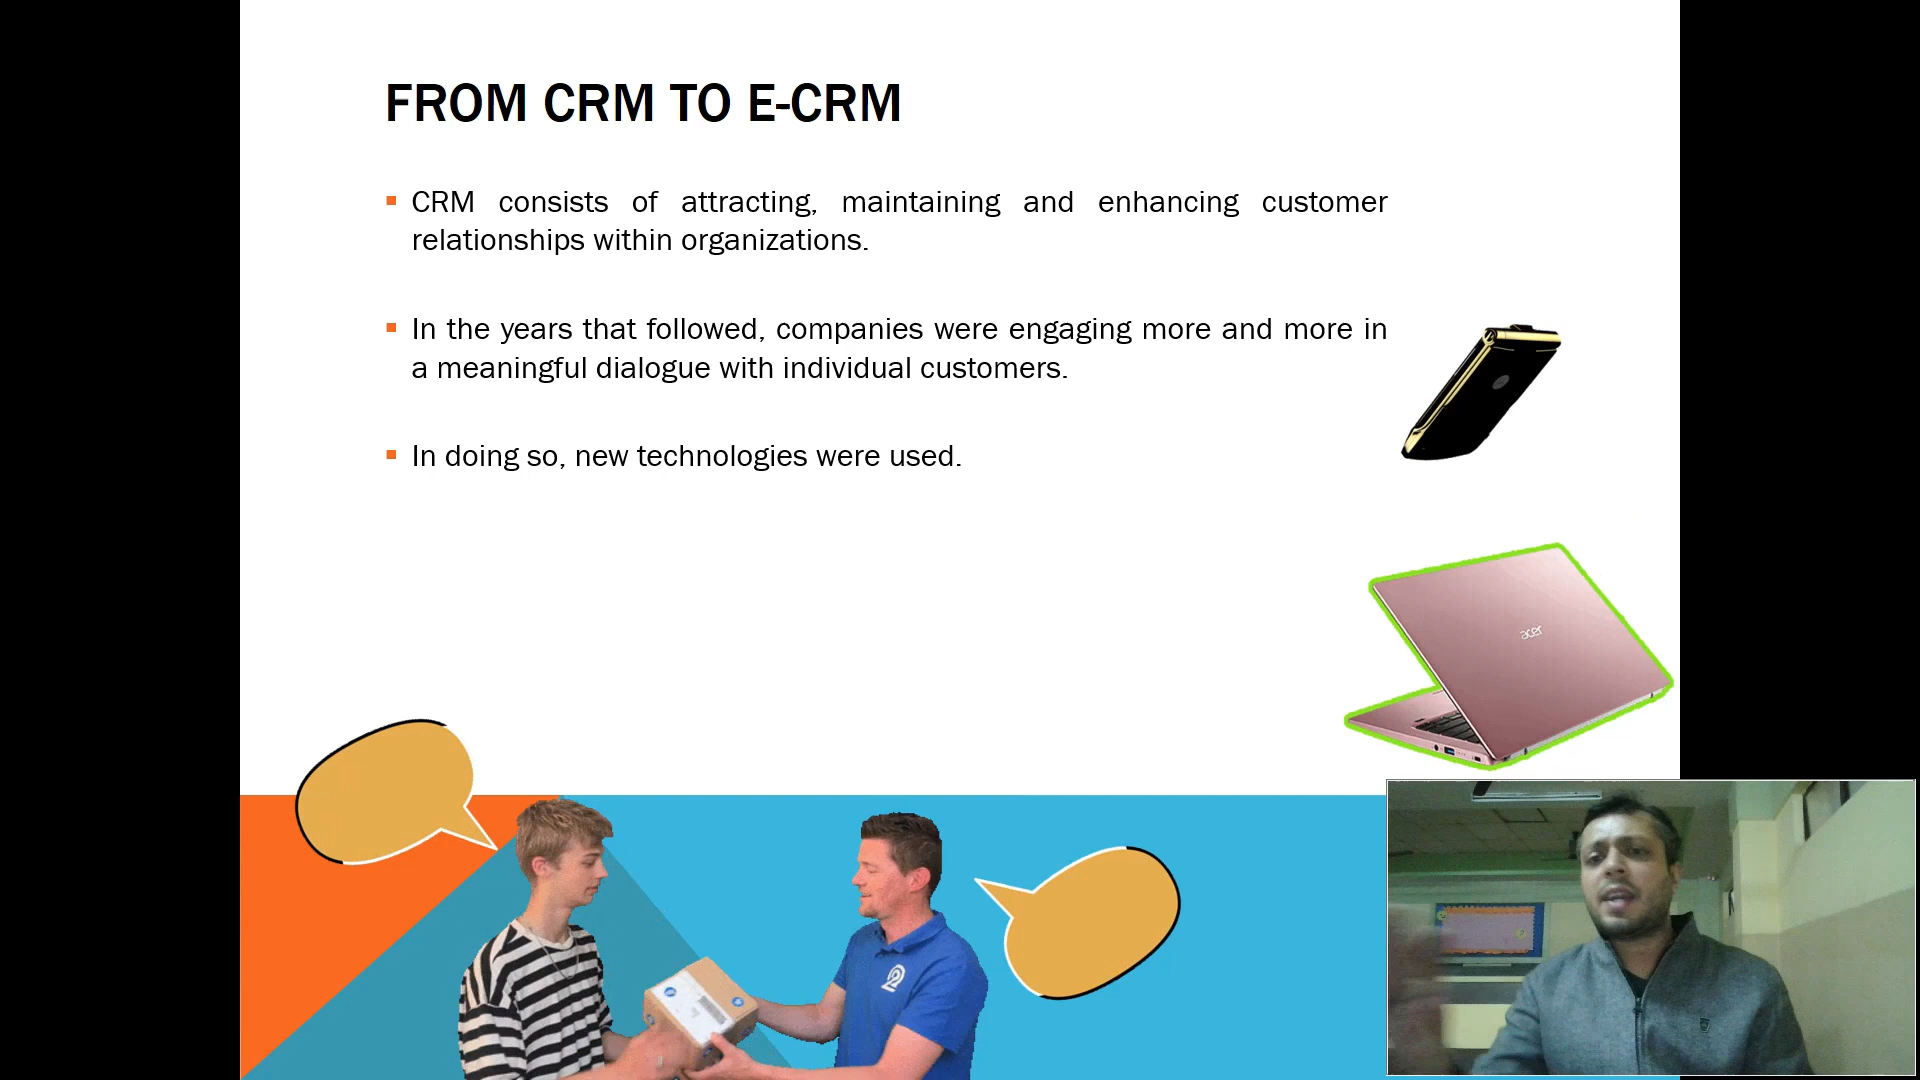 FROM CRM TO E-CRM
CRM consists of attracting, maintaining and enhancing customer
relationships within organizations.
In the years that followed, companies were engaging more and more in
a meaningful dialogue with individual customers.
In doing so, new technologies were used.
acer